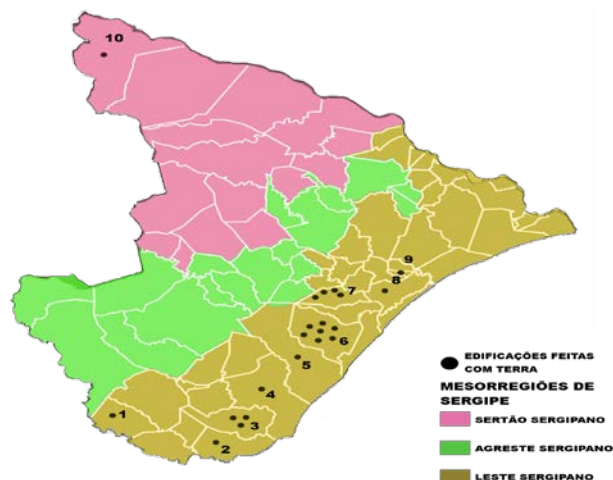 10
9
8
7
6
5
4
1
3
2
EDIFICAÇÕES FEITAS
COM TERRA
MESORREGIÕES DE
SERGIPE
SERTÃO SERGIPANO
AGRESTE SERGIPANO
LESTE SERGIPANO